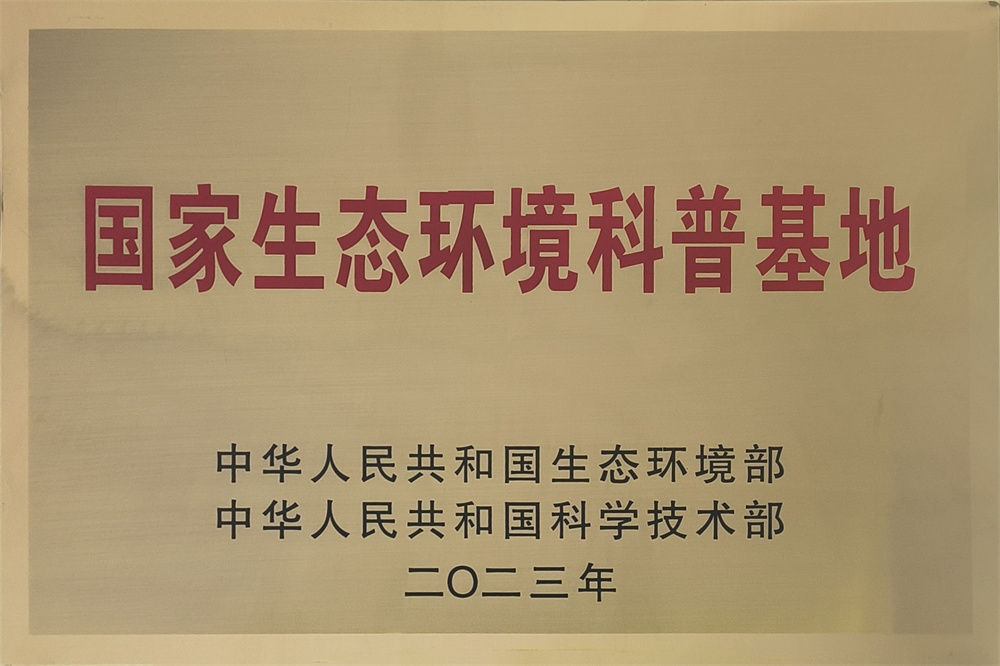 国家生态环境科普基地
中华人民共和国生态环境部
中华人民共和国科学技术部
二〇二三年